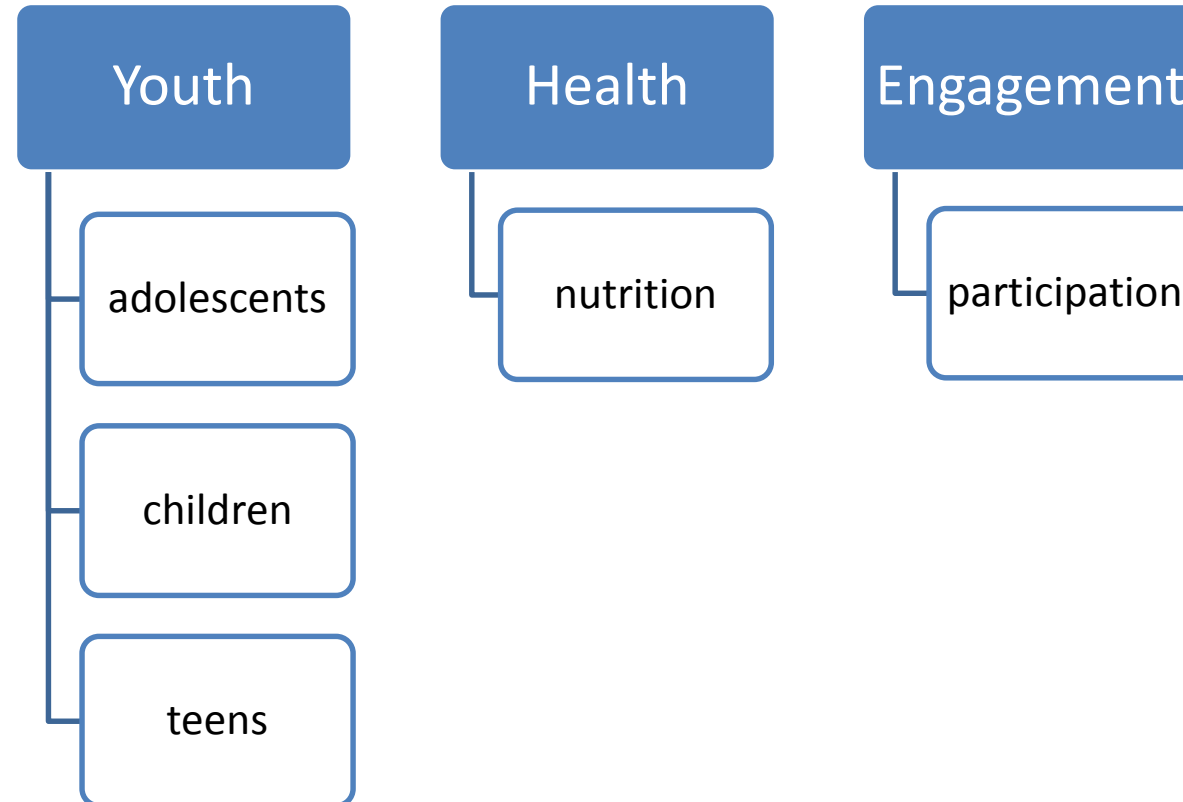 Youth
adolescents
children
teens
Health
nutrition
Engagement
participation